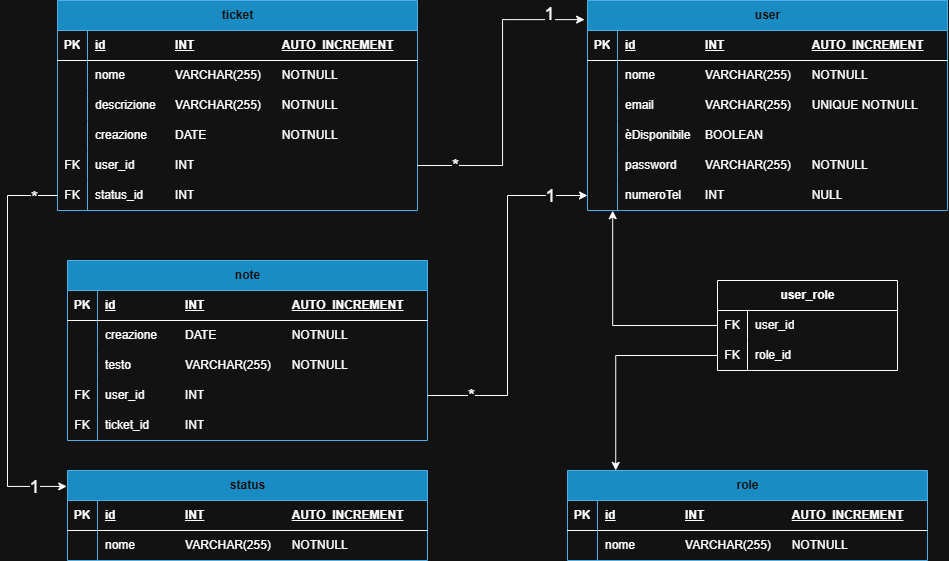 ticket
PK id INT AUTO_INCREMENT
nome VARCHAR(255) NOTNULL
descrizione VARCHAR(255) NOTNULL
creazione DATE NOTNULL
FK user_id INT
FK status_id INT
* 1
user
PK id INT AUTO_INCREMENT
nome VARCHAR(255) NOTNULL
email VARCHAR(255) UNIQUE NOTNULL
èDisponibile BOOLEAN
password VARCHAR(255) NOTNULL
numeroTel INT NULL
*
1
note
PK id INT AUTO_INCREMENT
creazione DATE NOTNULL
testo VARCHAR(255) NOTNULL
FK user_id INT
FK ticket_id INT
*
user_role
FK user_id
FK role_id
1
status
PK id INT AUTO_INCREMENT
nome VARCHAR(255) NOTNULL
role
PK id INT AUTO_INCREMENT
nome VARCHAR(255) NOTNULL